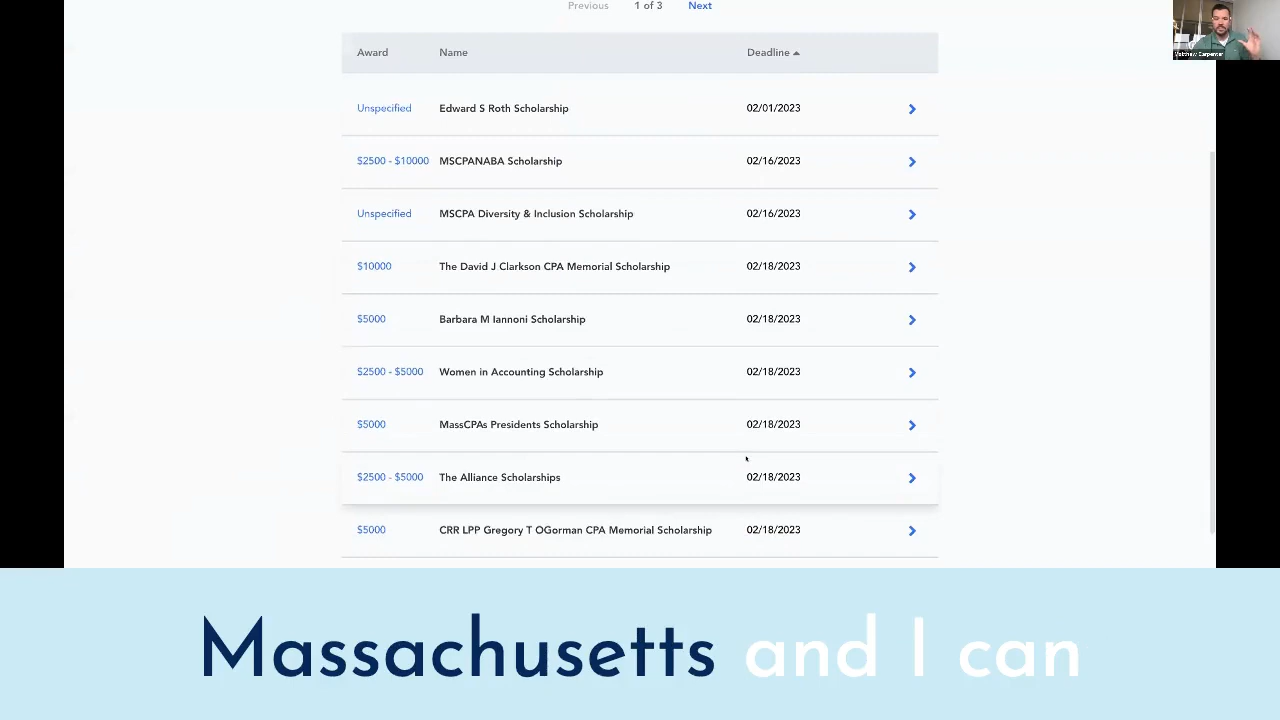 Previous 1 of 3 Next
Award Name Deadline
Unspecified Edward S Roth Scholarship 02/01/2023
$2500 - $10000 MSCPANABA Scholarship 02/16/2023
Unspecified MSCPA Diversity & Inclusion Scholarship 02/16/2023
$10000 The David J Clarkson CPA Memorial Scholarship 02/18/2023
$5000 Barbara M Iannoni Scholarship 02/18/2023
$2500 - $5000 Women in Accounting Scholarship 02/18/2023
$5000 MassCPAs Presidents Scholarship 02/18/2023
$2500 - $5000 The Alliance Scholarships 02/18/2023
$5000 CRR LPP Gregory T OGorman CPA Memorial Scholarship 02/18/2023
Matthew Carpenter
Massachusetts and I can